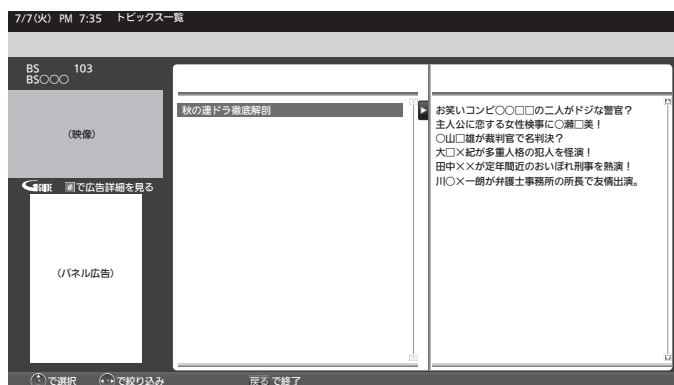 7/7(火) PM 7:35 トピックス一覧
BS 103
BS○○○
(映像)
GGUIDE で広告詳細を見る
(パネル広告)
秋の連ドラ徹底解剖
お笑いコンビ○○□□の二人がドジな警官?
主人公に恋する女性検事に○瀬□美!
○山□雄が裁判官で名判決?
大□×紀が多重人格の犯人を怪演!
田中××が定年間近のおいぼれ刑事を熱演!
川○×一朗が弁護士事務所の所長で友情出演。
で選択 で絞り込み 戻る で終了